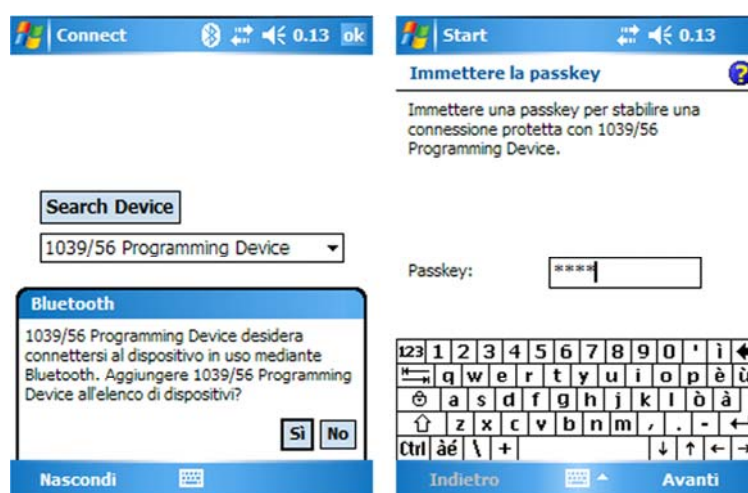 Connect 0.13 ok
Search Device
1039/56 Programming Device
Bluetooth
1039/56 Programming Device desidera
connettersi al dispositivo in uso mediante
Bluetooth. Aggiungere 1039/56 Programming
Device all'elenco di dispositivi?
Sì No
Nascondi
Start 0.13
Immettere la passkey
?
Immettere una passkey per stabilire una
connessione protetta con 1039/56
Programming Device.
Passkey: ****
123 1 2 3 4 5 6 7 8 9 0 ' ì
q w e r t y u i o p è ù
a s d f g h j k l ò à
z x c v b n m , . -
Ctrl àé \ +
Indietro Avanti